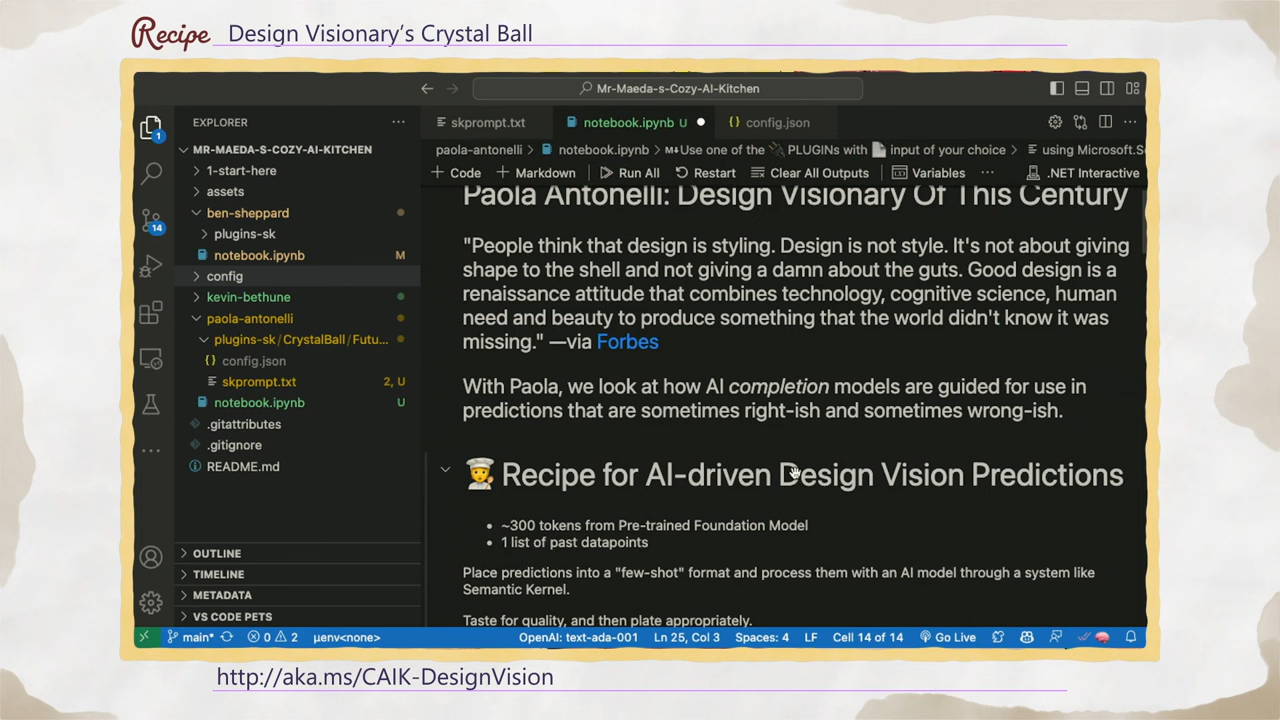 Recipe Design Visionary's Crystal Ball
Mr-Maeda-s-Cozy-AI-Kitchen
EXPLORER
MR-MAEDA-S-COZY-AI-KITCHEN
1-start-here
assets
ben-sheppard
plugins-sk
notebook.ipynb M
config
kevin-bethune
paola-antonelli
plugins-sk / CrystalBall / Futu...
config.json
skprompt.txt 2, U
notebook.ipynb U
.gitattributes
.gitignore
README.md
OUTLINE
TIMELINE
METADATA
VS CODE PETS
1
14
skprompt.txt notebook.ipynb U config.json
paola-antonelli > notebook.ipynb > M↓Use one of the PLUGINs with input of your choice > using Microsoft.Se
+ Code + Markdown Run All Restart Clear All Outputs Variables ... .NET Interactive
Paola Antonelli: Design Visionary Of This Century
"People think that design is styling. Design is not style. It's not about giving
shape to the shell and not giving a damn about the guts. Good design is a
renaissance attitude that combines technology, cognitive science, human
need and beauty to produce something that the world didn't know it was
missing." —via Forbes
With Paola, we look at how AI completion models are guided for use in
predictions that are sometimes right-ish and sometimes wrong-ish.
Recipe for AI-driven Design Vision Predictions
• ~300 tokens from Pre-trained Foundation Model
• 1 list of past datapoints
Place predictions into a "few-shot" format and process them with an AI model through a system like
Semantic Kernel.
Taste for quality, and then plate appropriately.
main* 0 2 µenv<none> OpenAI: text-ada-001 Ln 25, Col 3 Spaces: 4 LF Cell 14 of 14 Go Live
http://aka.ms/CAIK-DesignVision